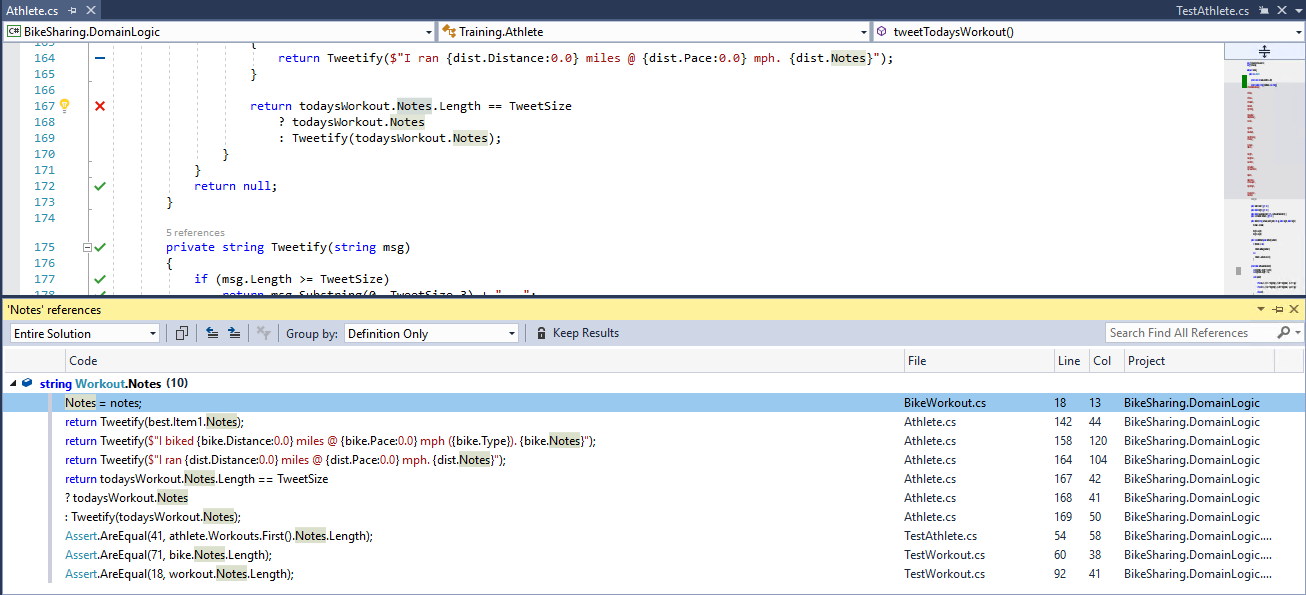 Athlete.cs
TestAthlete.cs
C# BikeSharing.DomainLogic Training.Athlete tweetTodaysWorkout()
163 {
164 return Tweetify($"I ran {dist.Distance:0.0} miles @ {dist.Pace:0.0} mph. {dist.Notes}");
165 }
166
167 return todaysWorkout.Notes.Length == TweetSize
168 ? todaysWorkout.Notes
169 : Tweetify(todaysWorkout.Notes);
170 }
171 }
172 return null;
173 }
174
5 references
175 private string Tweetify(string msg)
176 {
177 if (msg.Length >= TweetSize)
178 return msg.Substring(0, TweetSize-3) + "...";
'Notes' references
Entire Solution Group by: Definition Only Keep Results Search Find All References
Code File Line Col Project
string Workout.Notes (10)
Notes = notes; BikeWorkout.cs 18 13 BikeSharing.DomainLogic
return Tweetify(best.Item1.Notes); Athlete.cs 142 44 BikeSharing.DomainLogic
return Tweetify($"I biked {bike.Distance:0.0} miles @ {bike.Pace:0.0} mph ({bike.Type}). {bike.Notes}"); Athlete.cs 158 120 BikeSharing.DomainLogic
return Tweetify($"I ran {dist.Distance:0.0} miles @ {dist.Pace:0.0} mph. {dist.Notes}"); Athlete.cs 164 104 BikeSharing.DomainLogic
return todaysWorkout.Notes.Length == TweetSize Athlete.cs 167 42 BikeSharing.DomainLogic
? todaysWorkout.Notes Athlete.cs 168 41 BikeSharing.DomainLogic
: Tweetify(todaysWorkout.Notes); Athlete.cs 169 50 BikeSharing.DomainLogic
Assert.AreEqual(41, athlete.Workouts.First().Notes.Length); TestAthlete.cs 54 58 BikeSharing.DomainLogic....
Assert.AreEqual(71, bike.Notes.Length); TestWorkout.cs 60 38 BikeSharing.DomainLogic....
Assert.AreEqual(18, workout.Notes.Length); TestWorkout.cs 92 41 BikeSharing.DomainLogic....